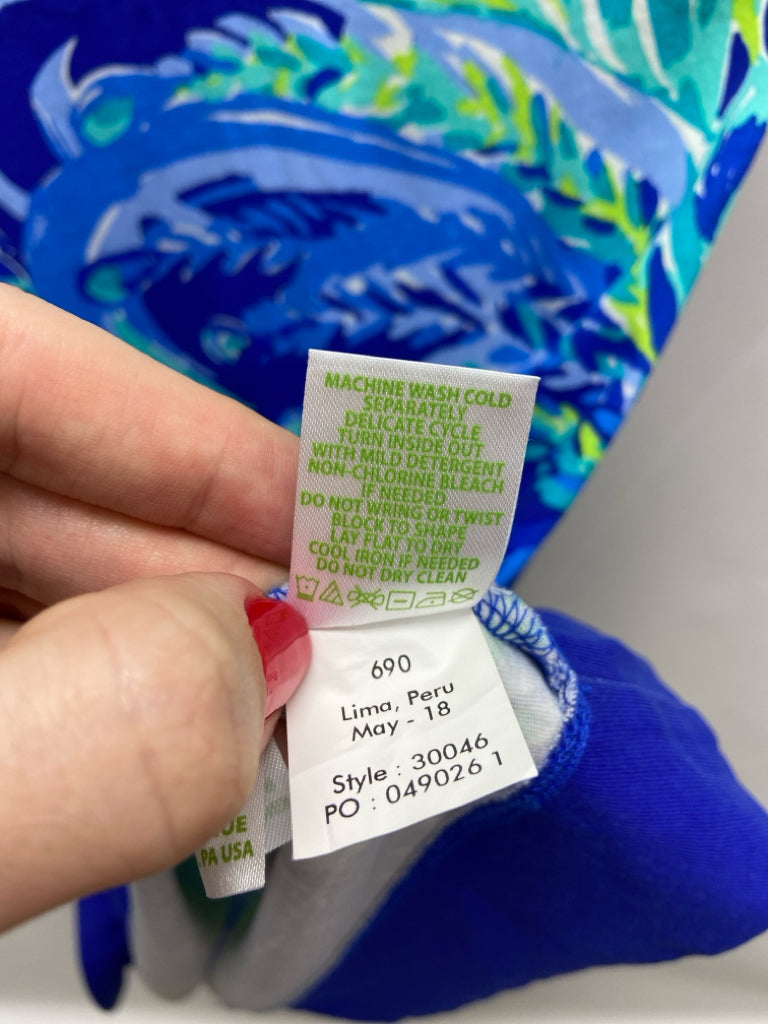 MACHINE WASH COLD
SEPARATELY
DELICATE CYCLE
TURN INSIDE OUT
WITH MILD DETERGENT
NON-CHLORINE BLEACH
IF NEEDED
DO NOT WRING OR TWIST
BLOCK TO SHAPE
LAY FLAT TO DRY
COOL IRON IF NEEDED
DO NOT DRY CLEAN
690
Lima, Peru
May - 18
Style : 30046
PO : 049026 1
PA USA